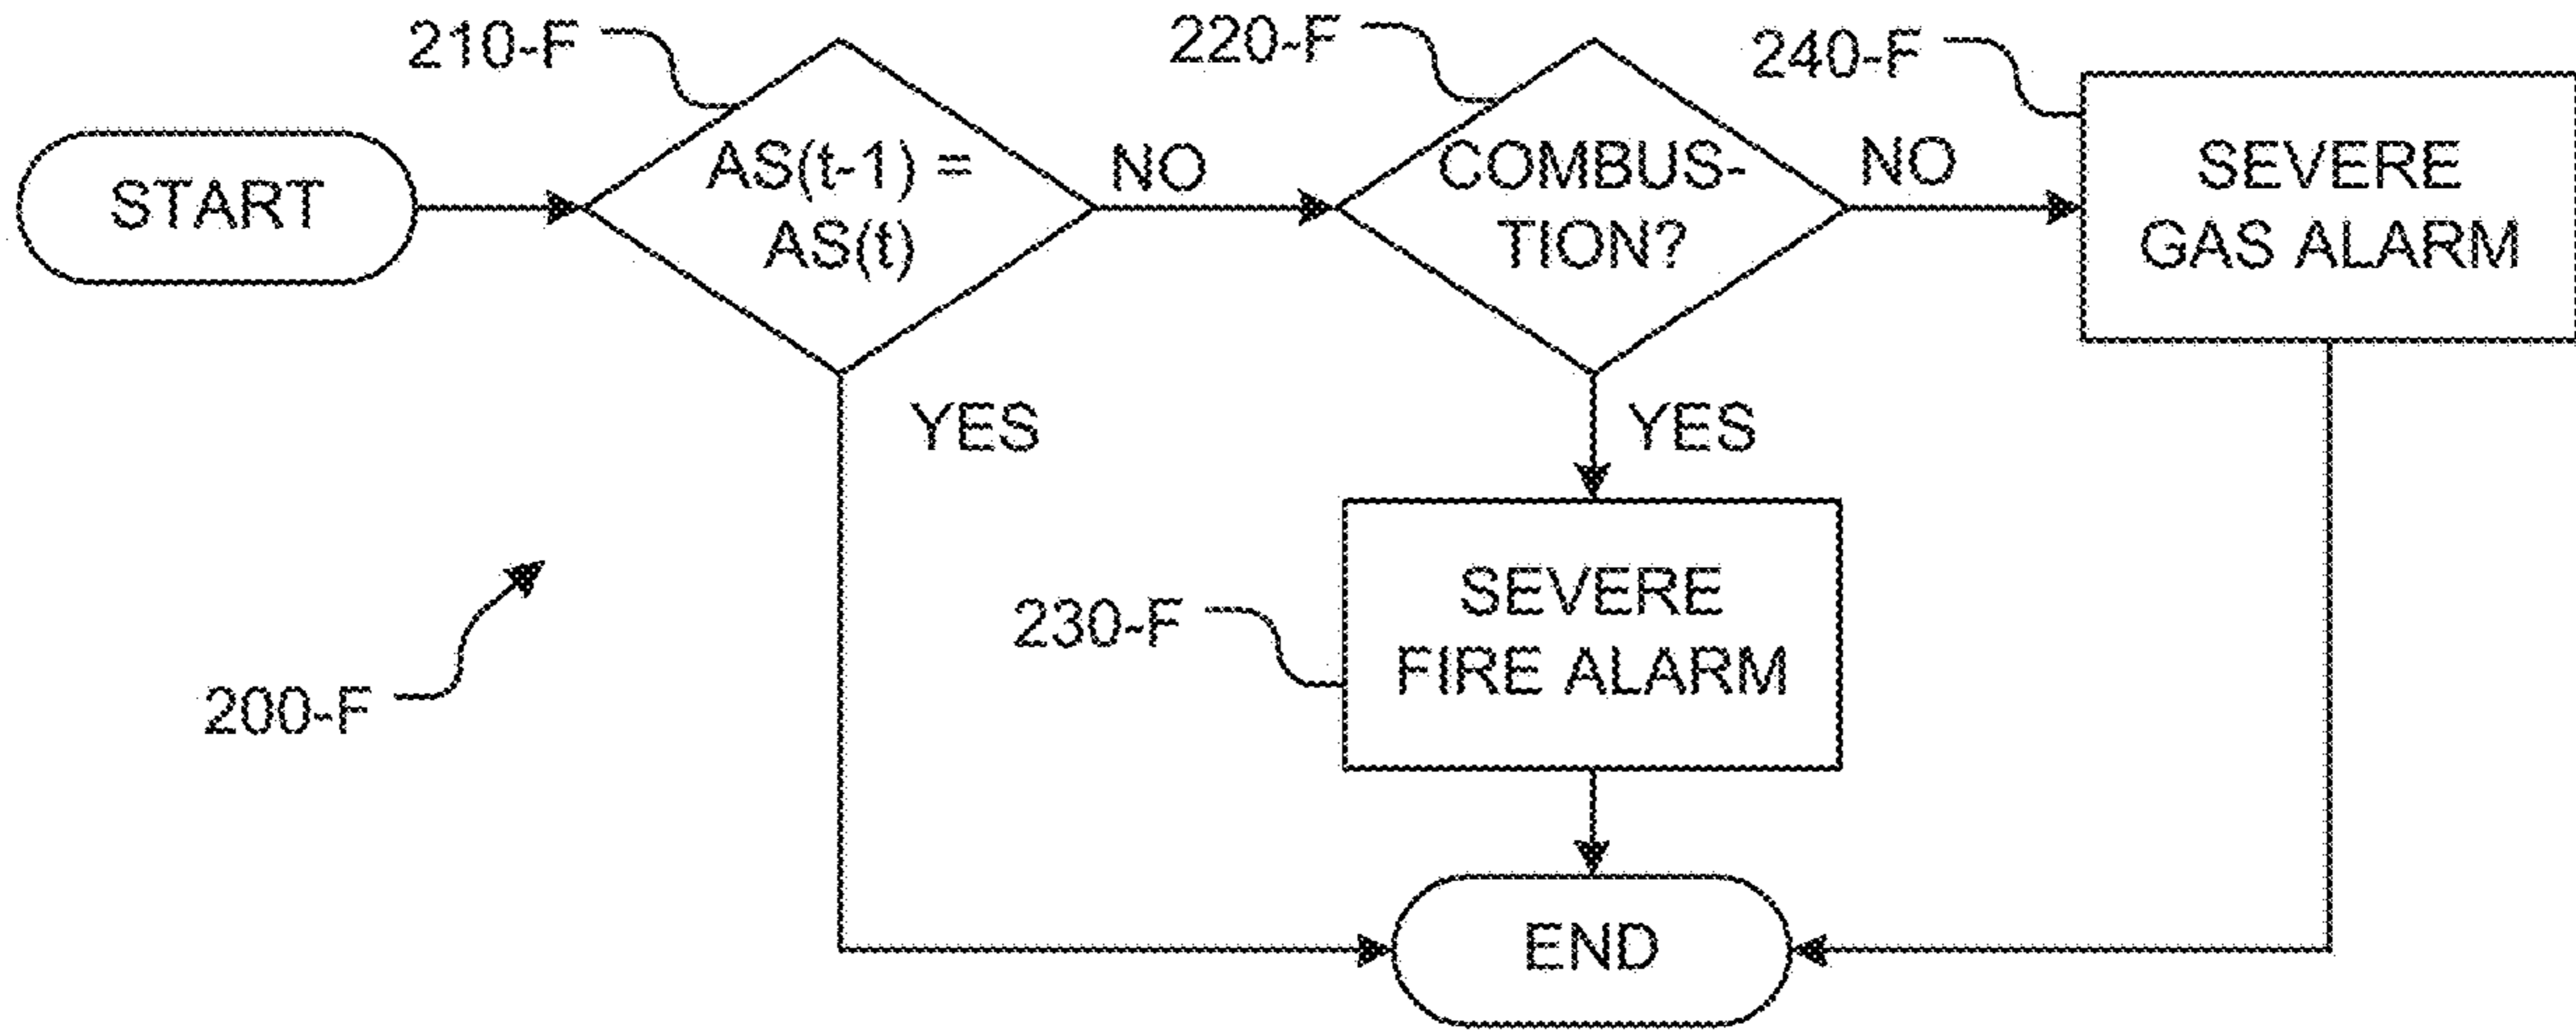 210-F
220-F
240-F
START
AS(t-1) =
AS(t)
NO
COMBUS-
TION?
NO
SEVERE
GAS ALARM
YES
YES
230-F
SEVERE
FIRE ALARM
200-F
END